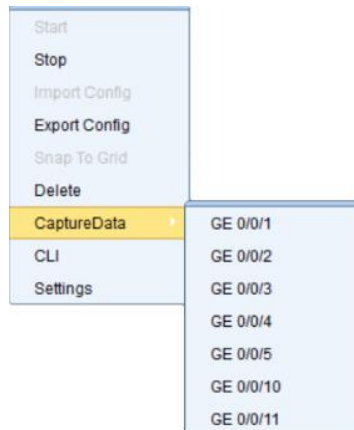 Start
Stop
Import Config
Export Config
Snap To Grid
Delete
CaptureData
CLI
Settings
GE 0/0/1
GE 0/0/2
GE 0/0/3
GE 0/0/4
GE 0/0/5
GE 0/0/10
GE 0/0/11